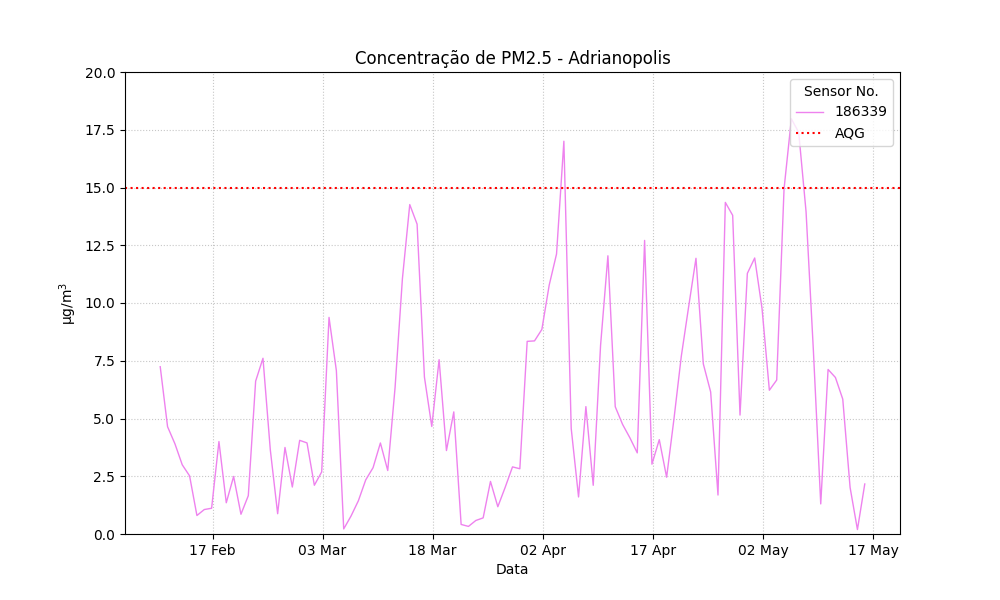 Concentração de PM2.5 - Adrianopolis
20.0
17.5
15.0
12.5
10.0
7.5
5.0
2.5
0.0
µg/m³
Sensor No.
186339
AQG
17 Feb
03 Mar
18 Mar
02 Apr
17 Apr
02 May
17 May
Data